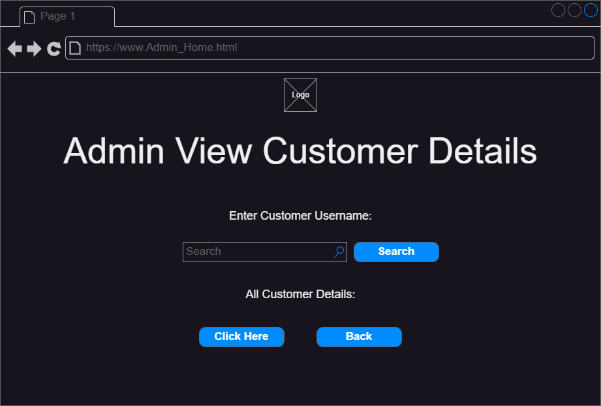 Page 1
https://www.Admin_Home.html
Logo
Admin View Customer Details
Enter Customer Username:
Search Search
All Customer Details:
Click Here Back